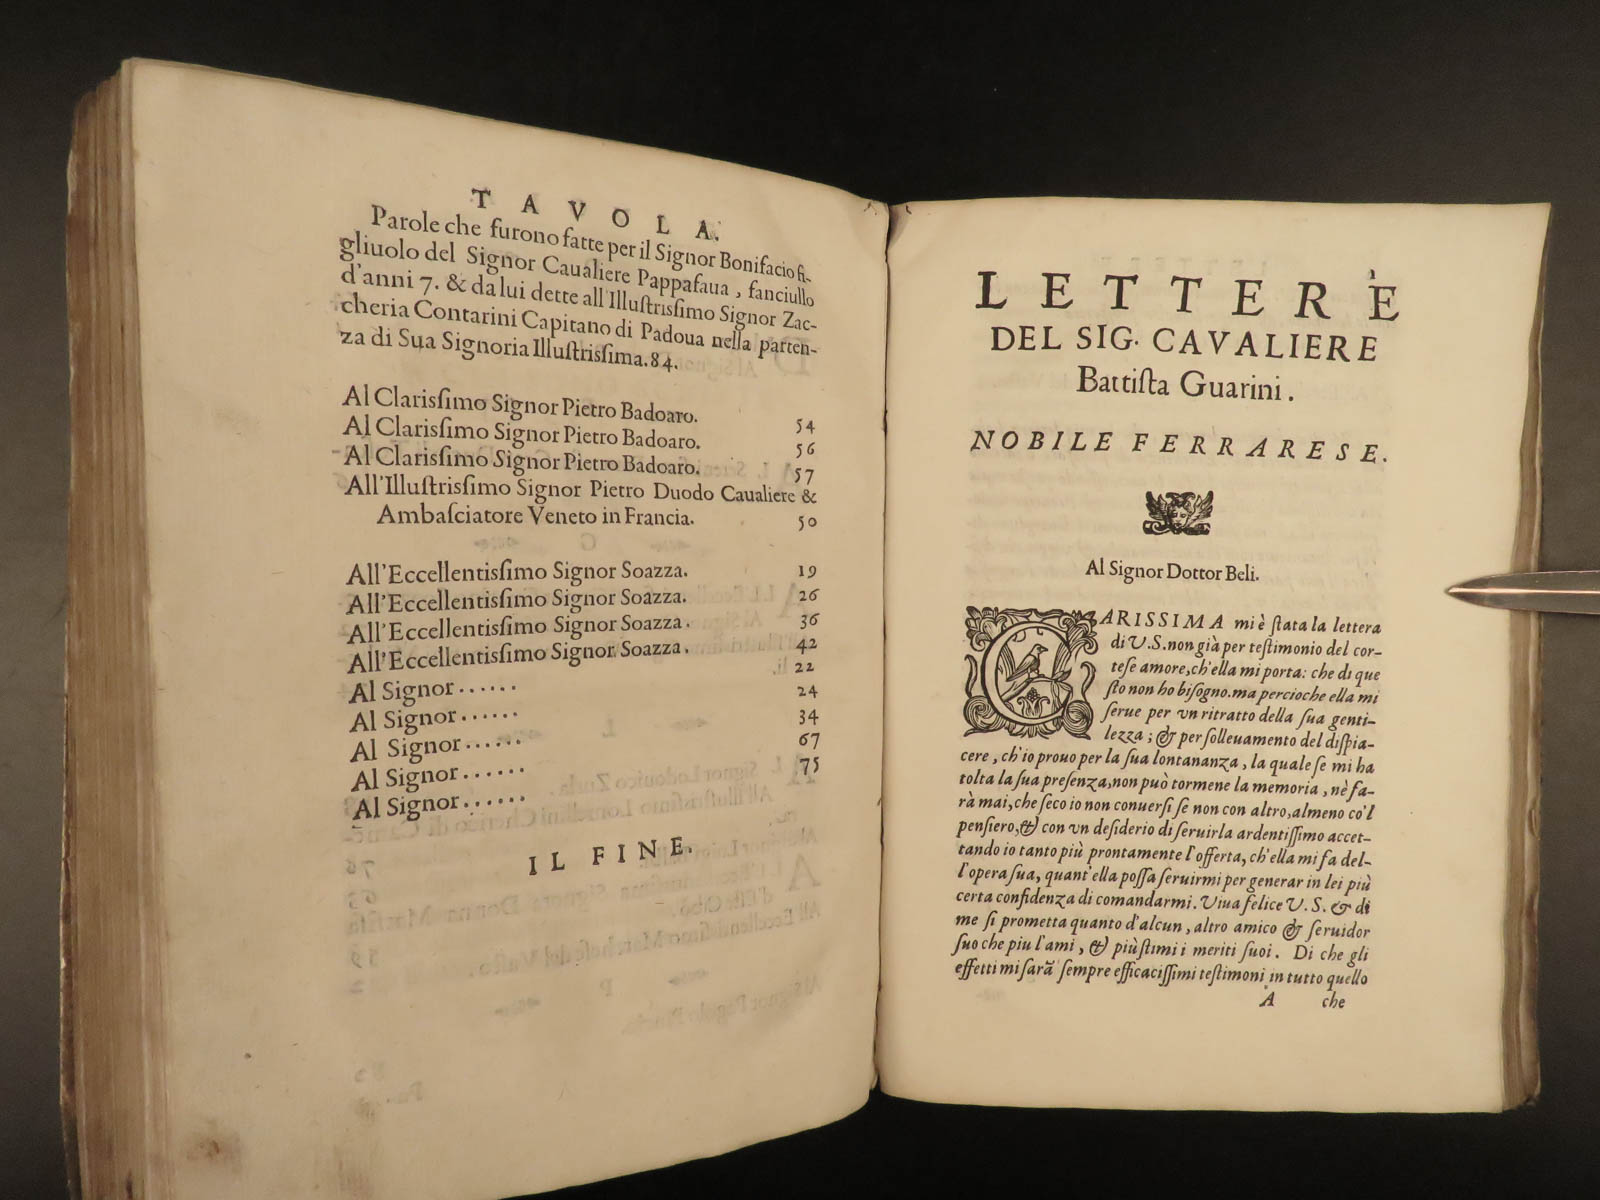 TAVOLA.
Parole che furono fatte per il Signor Bonifacio fi-
gliuolo del Signor Caualiere Pappafaua, fanciullo
d'anni 7. & da lui dette all'Illuſtriſſimo Signor Zac-
cheria Contarini Capitano di Padoua nella parten-
za di Sua Signoria Illuſtriſſima. 84.
Al Clariſſimo Signor Pietro Badoaro. 54
Al Clariſſimo Signor Pietro Badoaro. 56
Al Clariſſimo Signor Pietro Badoaro. 57
All'Illuſtriſſimo Signor Pietro Duodo Caualiere &
Ambaſciatore Veneto in Francia. 50
All'Eccellentiſſimo Signor Soazza. 19
All'Eccellentiſſimo Signor Soazza. 26
All'Eccellentiſſimo Signor Soazza. 36
All'Eccellentiſſimo Signor Soazza. 42
Al Signor...... 22
Al Signor...... 24
Al Signor...... 34
Al Signor...... 67
Al Signor...... 75
IL FINE.
LETTERE
DEL SIG. CAVALIERE
Battiſta Guarini.
NOBILE FERRARESE.
Al Signor Dottor Beli.
CARISSIMA mi è ſtata la lettera
di V.S. non già per teſtimonio del cor-
teſe amore, ch'ella mi porta: che di que
ſto non ho biſogno. ma percioche ella mi
ſerue per vn ritratto della ſua genti-
lezza; & per ſolleuamento del diſpia-
cere, ch'io prouo per la ſua lontananza, la quale ſe mi ha
tolta la ſua preſenza, non può tormene la memoria, nè fa-
rà mai, che ſeco io non conuerſi ſe non con altro, almeno co'l
penſiero, & con vn deſiderio di ſeruirla ardentiſſimo accet-
tando io tanto più prontamente l'offerta, ch'ella mi fa del-
l'opera ſua, quant'ella poſſa ſeruirmi per generar in lei più
certa confidenza di comandarmi. Viua felice V.S. & di
me ſi prometta quanto d'alcun, altro amico & ſeruidor
ſuo che piu l'ami, & più ſtimi i meriti ſuoi. Di che gli
effetti mi ſarã ſempre efficaciſſimi teſtimoni in tutto quello
A che